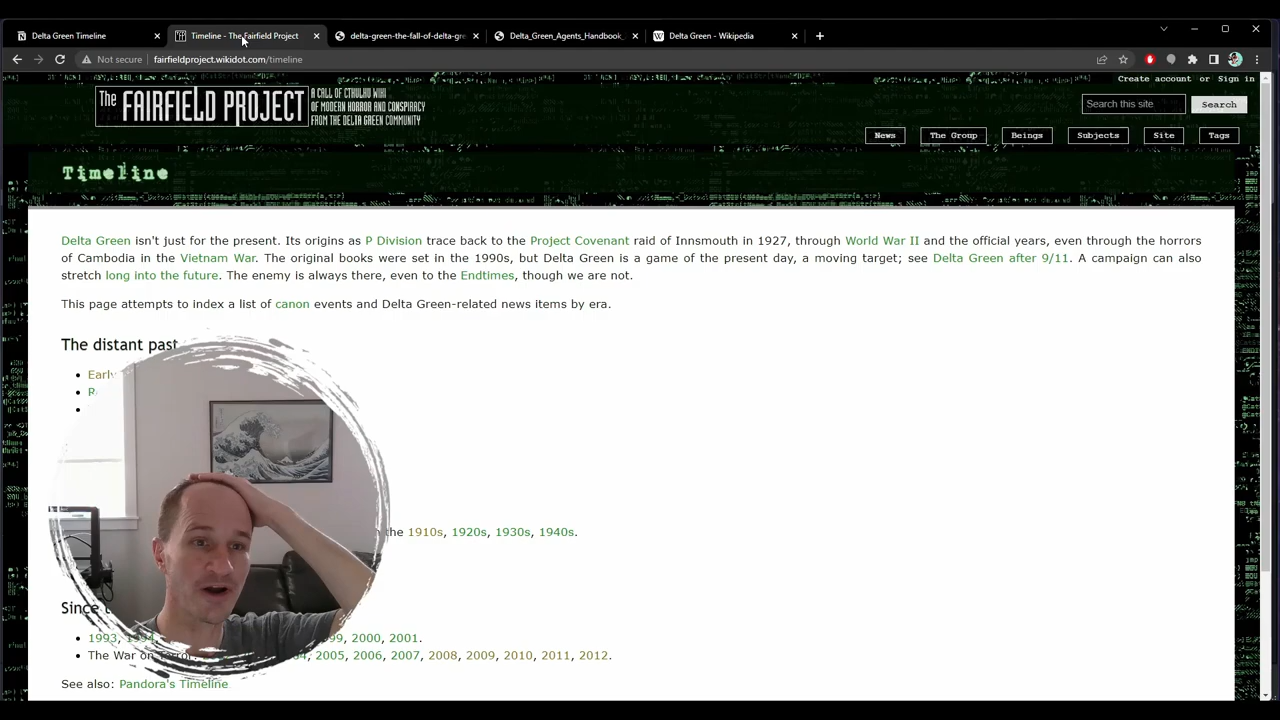 Delta Green Timeline
Timeline - The Fairfield Project
delta-green-the-fall-of-delta-gre
Delta_Green_Agents_Handbook_
Delta Green - Wikipedia
Not secure
fairfieldproject.wikidot.com/timeline
Create account or Sign in
The FAIRFIELD PROJECT
A CALL OF CTHULHU WIKI
OF MODERN HORROR AND CONSPIRACY
FROM THE DELTA GREEN COMMUNITY
Search this site
Search
News
The Group
Beings
Subjects
Site
Tags
Timeline
Delta Green isn't just for the present. Its origins as P Division trace back to the Project Covenant raid of Innsmouth in 1927, through World War II and the official years, even through the horrors
of Cambodia in the Vietnam War. The original books were set in the 1990s, but Delta Green is a game of the present day, a moving target; see Delta Green after 9/11. A campaign can also
stretch long into the future. The enemy is always there, even to the Endtimes, though we are not.
This page attempts to index a list of canon events and Delta Green-related news items by era.
The distant past
Early
the 1910s, 1920s, 1930s, 1940s.
Since
1993, 1994, 2000, 2001.
The War on Terror 2005, 2006, 2007, 2008, 2009, 2010, 2011, 2012.
See also: Pandora's Timeline